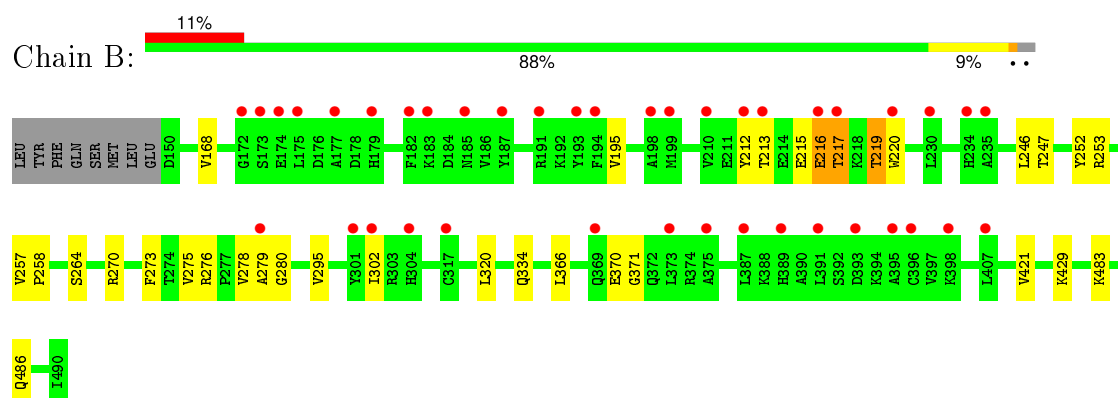 11%
Chain B:
88% 9% • •
LEU TYR PHE GLN SER MET LEU GLU D150 V168 G172 S173 E174 L175 D176 A177 D178 H179 F182 K183 D184 N185 V186 Y187 R191 K192 Y193 F194 V195 A198 M199 V210 E211 Y212 T213 E214 E215 E216 T217 K218 T219 W220 L230 H234 A235 L246 T247 Y252 R253
V257 P258 S264 R270 F273 T274 V275 R276 P277 V278 A279 G280 V295 Y301 I302 R303 H304 C317 L320 Q334 L366 Q369 E370 G371 Q372 L373 R374 A375 L387 K388 H389 A390 L391 S392 D393 K394 A395 C396 V397 K398 L407 V421 K429 K483
Q486 I490